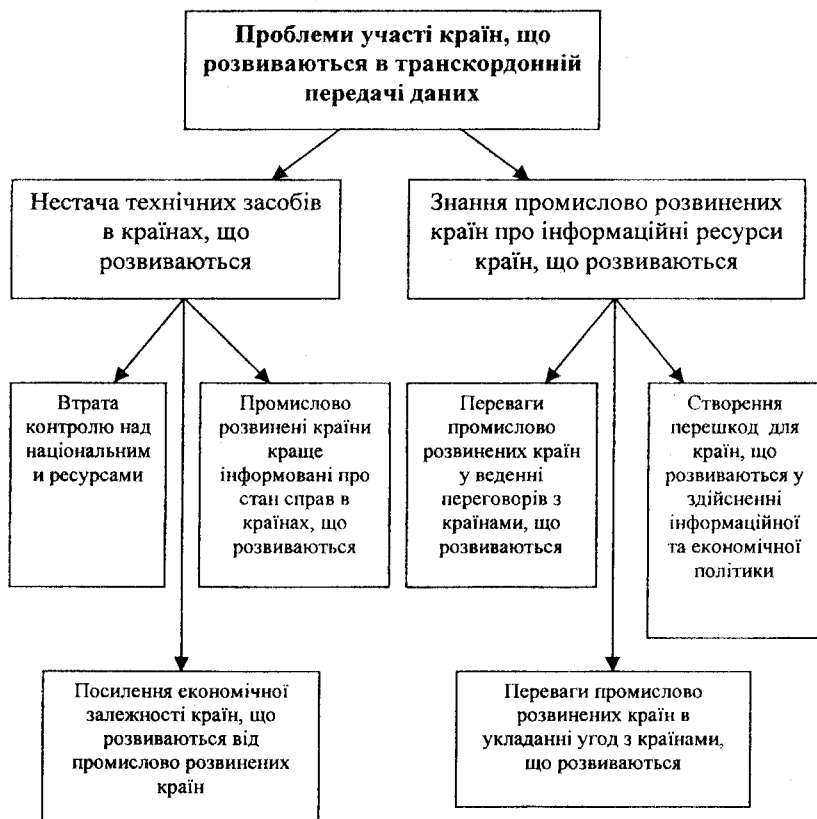 Проблеми участі країн, що
розвиваються в транскордонній
передачі даних
Нестача технічних засобів
в країнах, що
розвиваються
Знання промислово розвинених
країн про інформаційні ресурси
країн, що розвиваються
Втрата
контролю над
національним
и ресурсами
Промислово
розвинені країни
краще
інформовані про
стан справ в
країнах, що
розвиваються
Переваги
промислово
розвинених країн
у веденні
переговорів з
країнами, що
розвиваються
Створення
перешкод для
країн, що
розвиваються у
здійсненні
інформаційної
та економічної
політики
Посилення економічної
залежності країн, що
розвиваються від
промислово розвинених
країн
Переваги промислово
розвинених країн в
укладанні угод з країнами,
що розвиваються